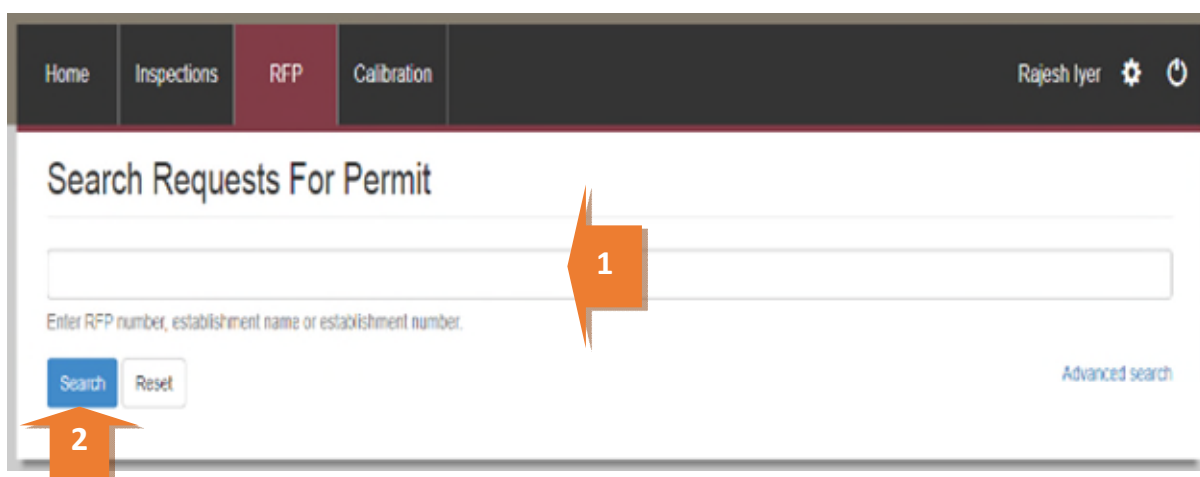 Home Inspections RFP Calibration Rajesh Iyer
Search Requests For Permit
1
Enter RFP number, establishment name or establishment number.
Search Reset Advanced search
2